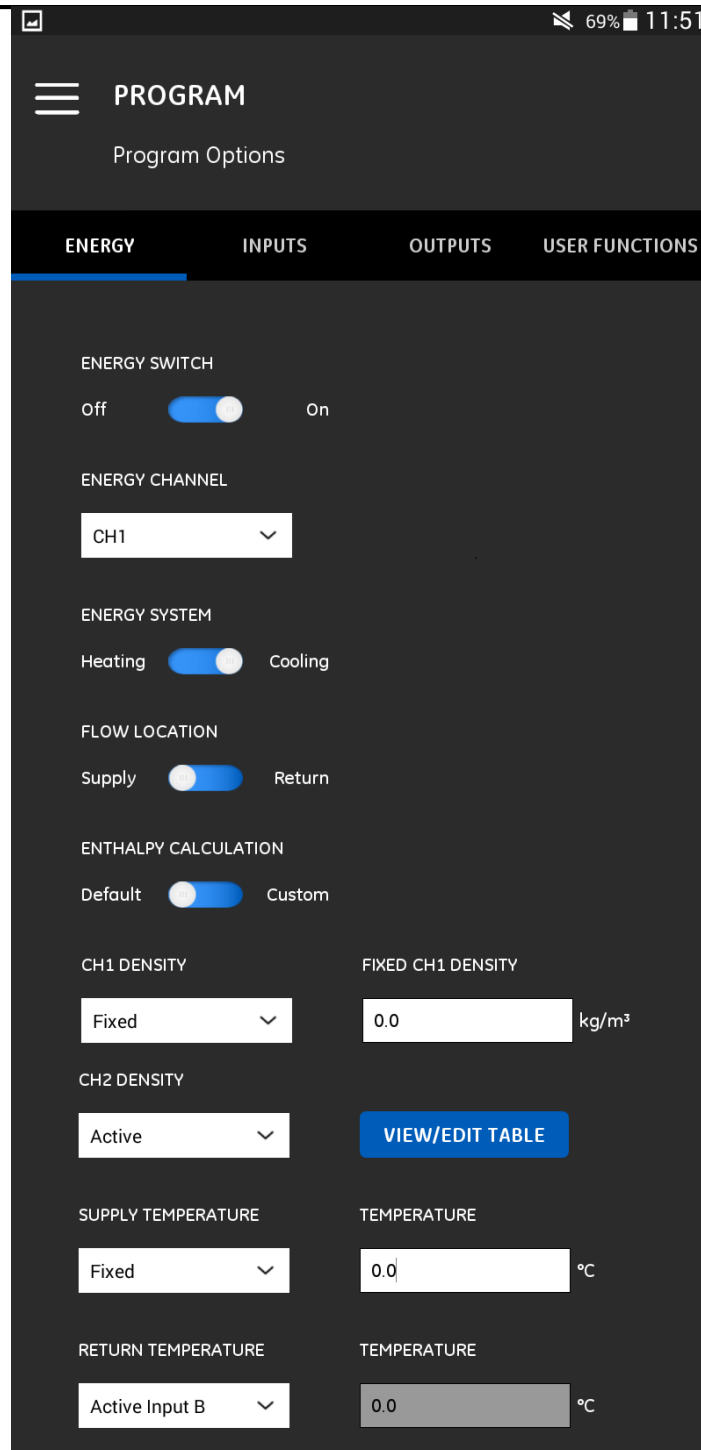 69% 11:51
PROGRAM
Program Options
ENERGY INPUTS OUTPUTS USER FUNCTIONS
ENERGY SWITCH
Off On
ENERGY CHANNEL
CH1
ENERGY SYSTEM
Heating Cooling
FLOW LOCATION
Supply Return
ENTHALPY CALCULATION
Default Custom
CH1 DENSITY FIXED CH1 DENSITY
Fixed 0.0 kg/m³
CH2 DENSITY
Active VIEW/EDIT TABLE
SUPPLY TEMPERATURE TEMPERATURE
Fixed 0.0 °C
RETURN TEMPERATURE TEMPERATURE
Active Input B 0.0 °C